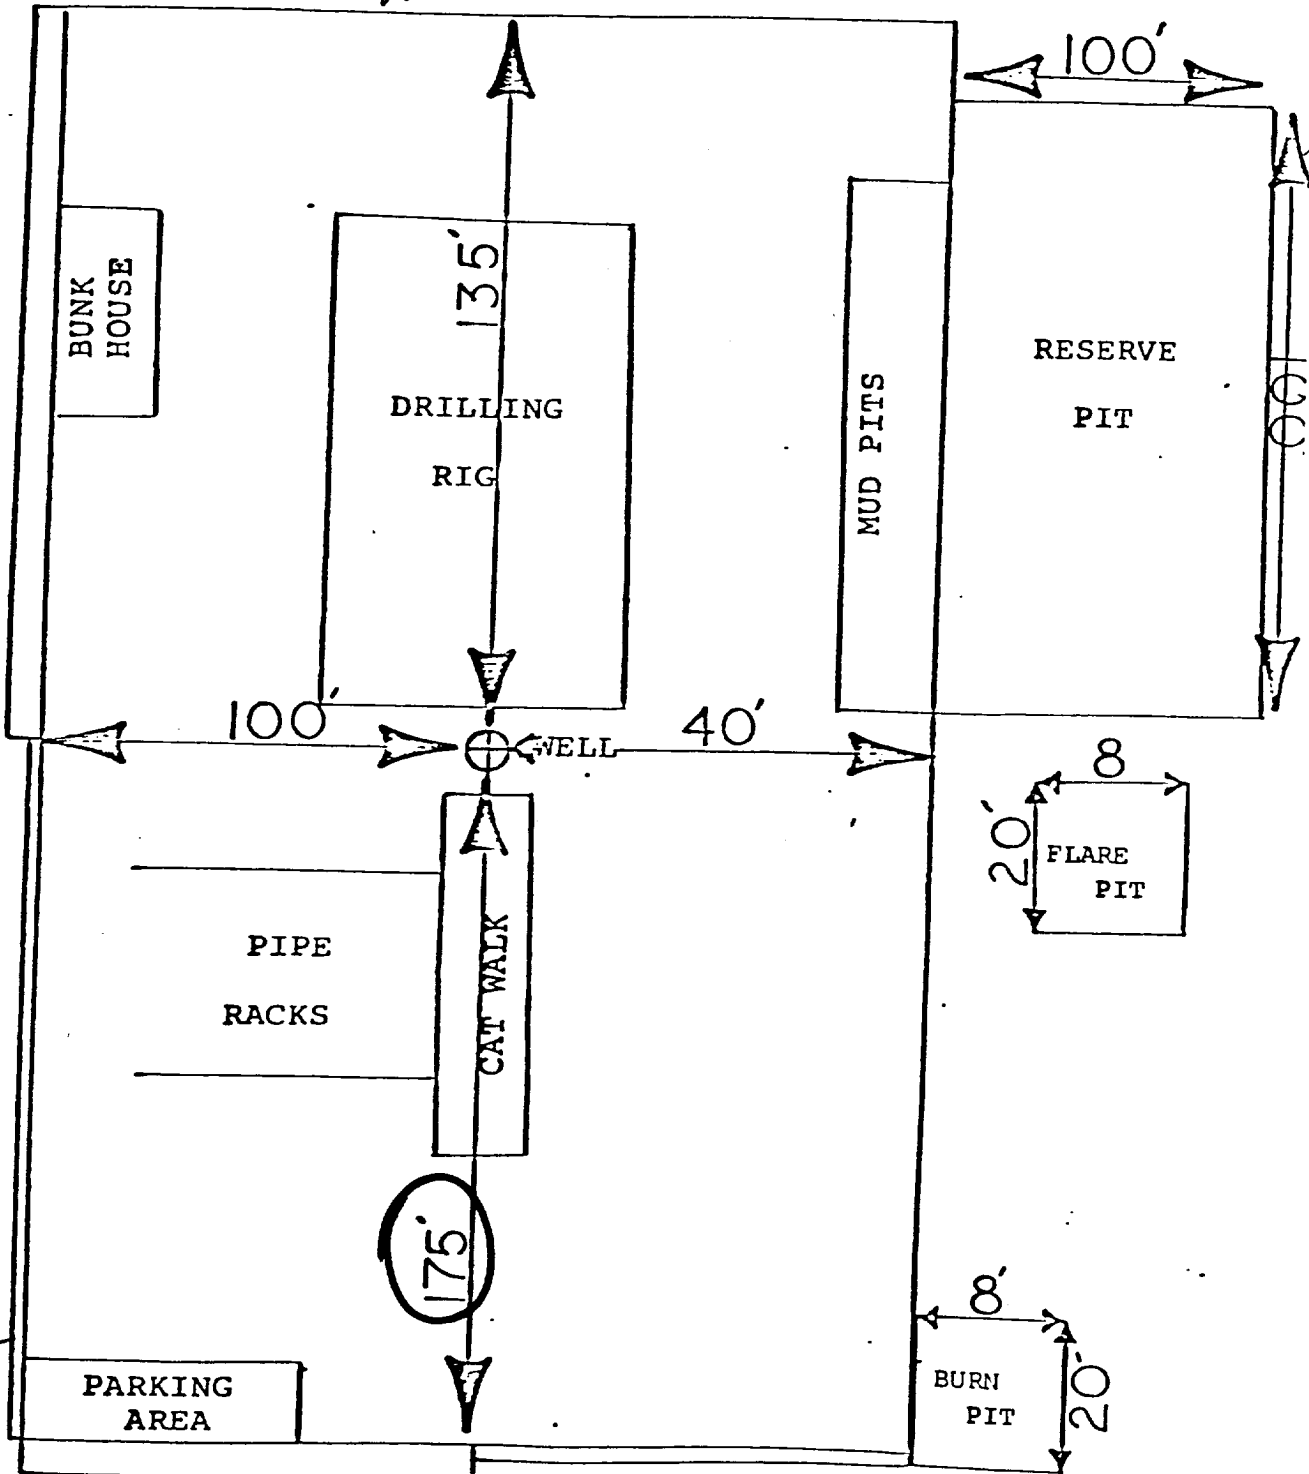 100'
135'
BUNK
HOUSE
DRILLING
RIG
MUD PITS
RESERVE
PIT
100'
WELL
40'
8
20'
FLARE
PIT
PIPE
RACKS
CAT WALK
175'
8'
20'
BURN
PIT
PARKING
AREA